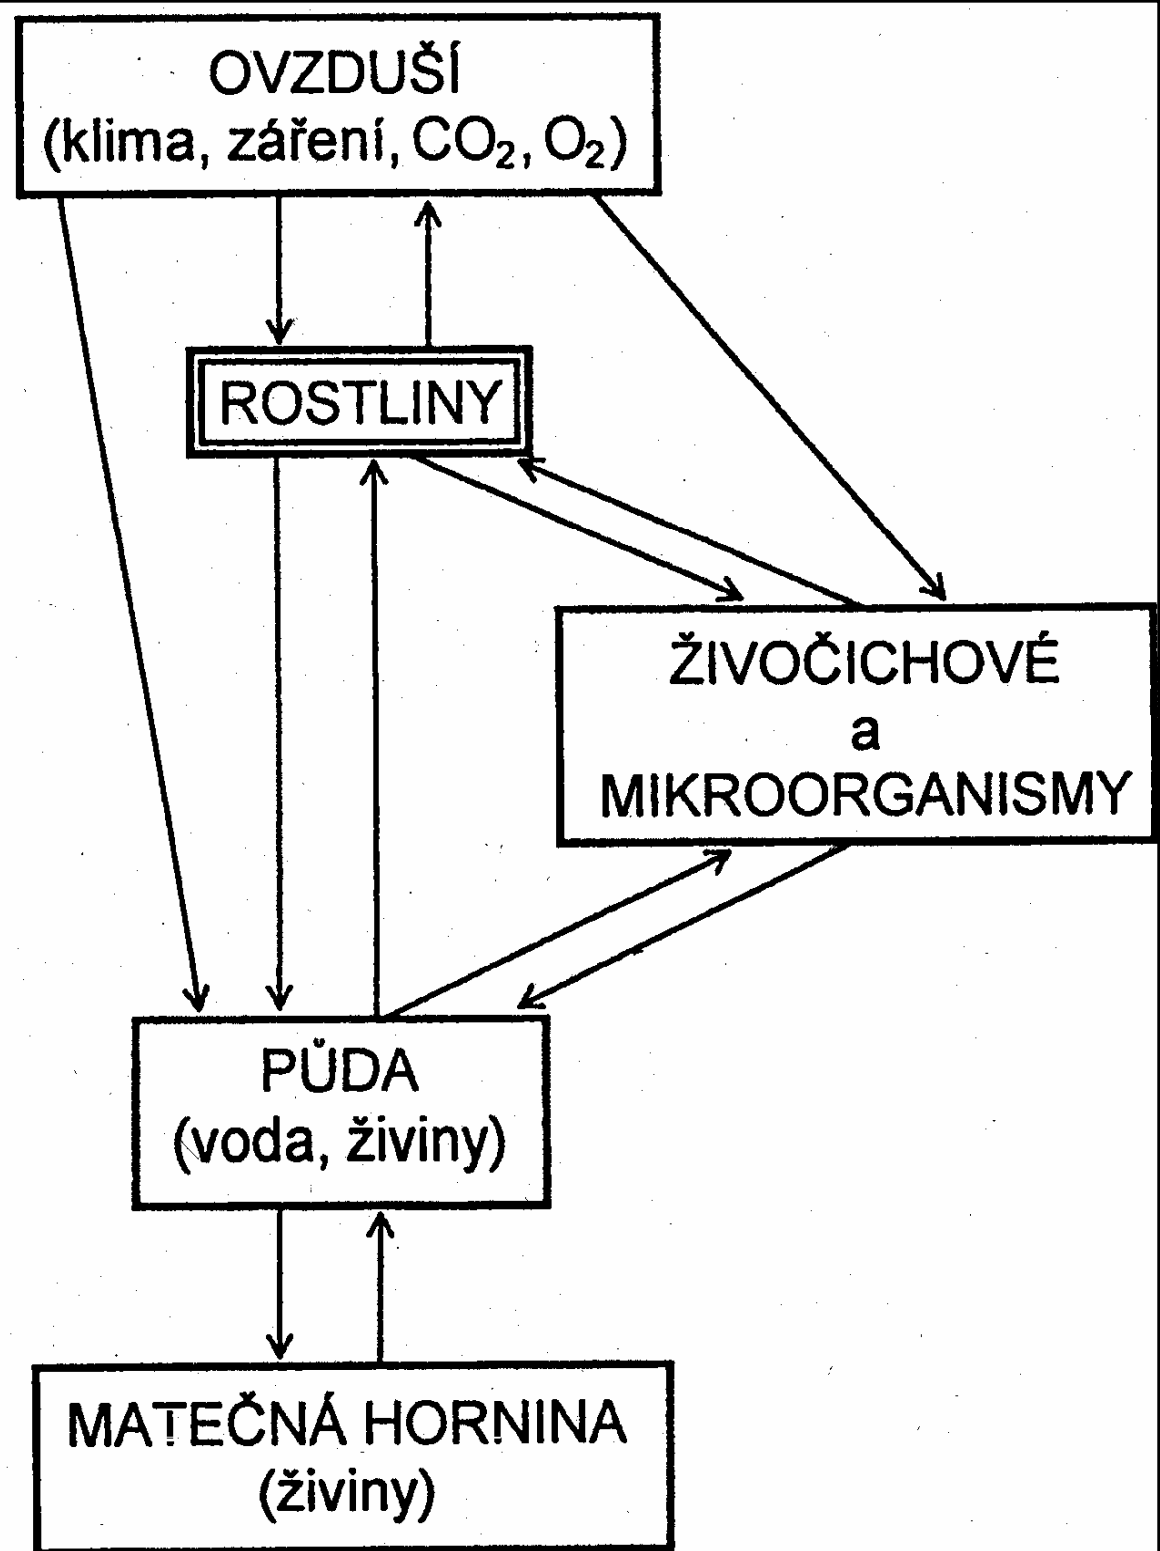 OVZDUŠÍ
(klima, záření, CO₂, O₂)
ROSTLINY
ŽIVOČICHOVÉ
a
MIKROORGANISMY
PŮDA
(voda, živiny)
MATEČNÁ HORNINA
(živiny)